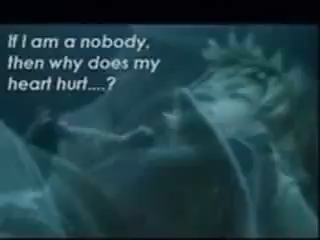 If I am a nobody,
then why does my
heart hurt....?